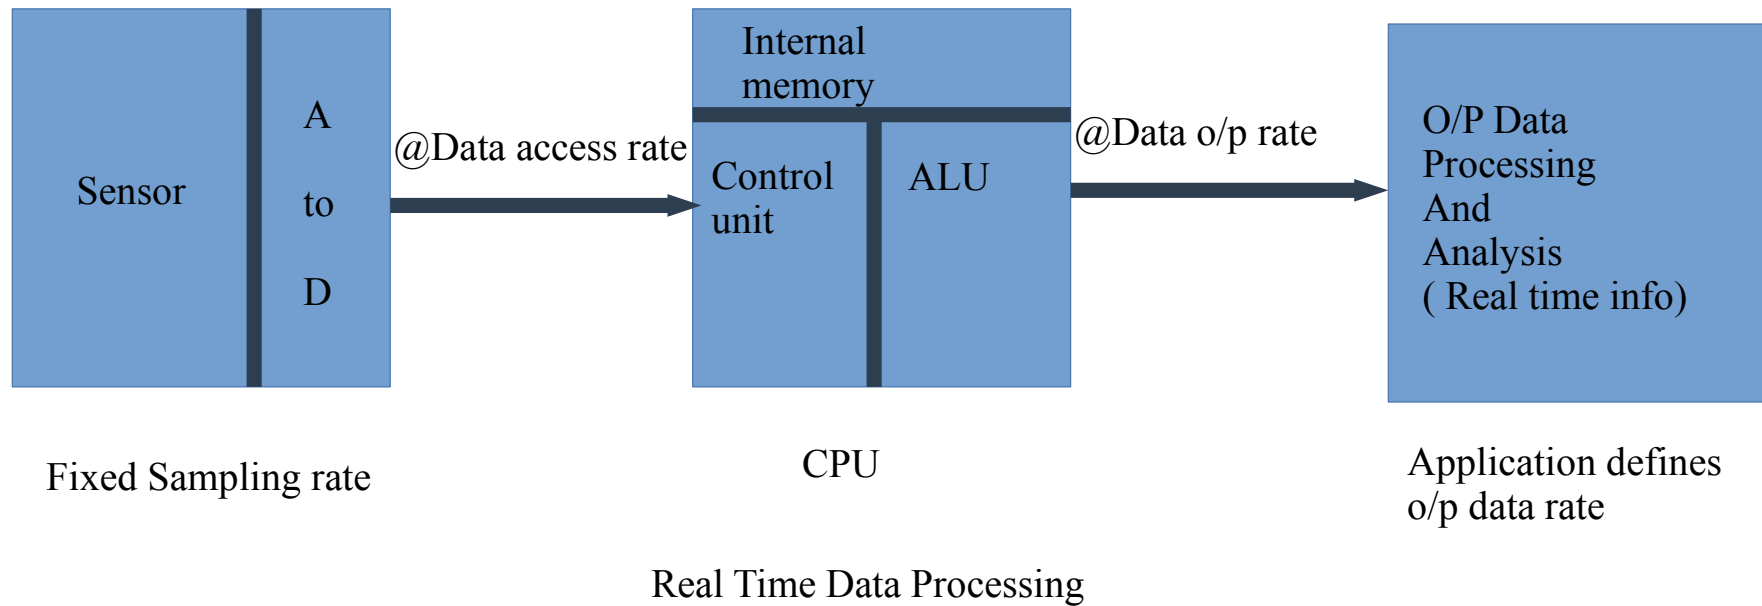 Sensor
A
to
D
@Data access rate
Internal
memory
Control
unit
ALU
@Data o/p rate
O/P Data
Processing
And
Analysis
( Real time info)
Fixed Sampling rate
CPU
Application defines
o/p data rate
Real Time Data Processing